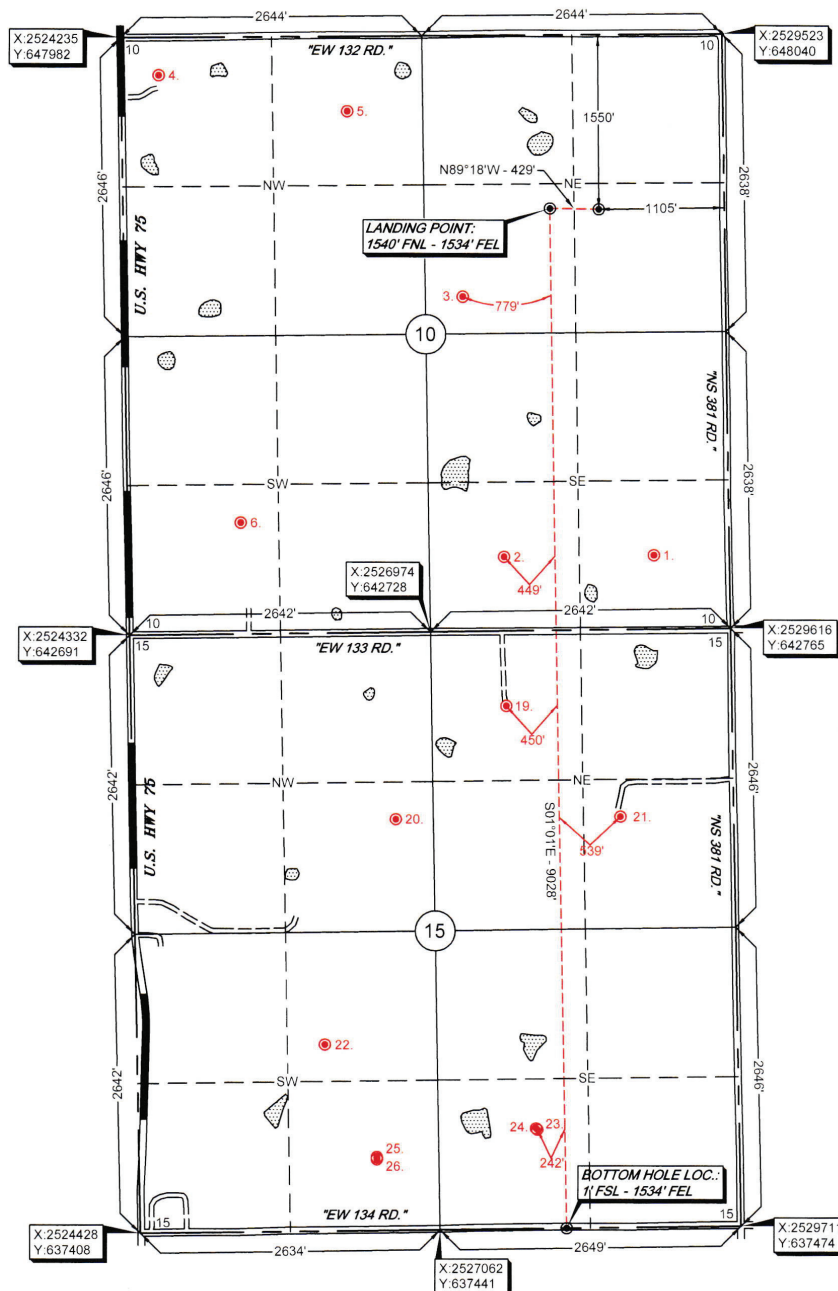 2644'
2644'
X:2524235
Y:647982
X:2529523
Y:648040
10
"EW 132 RD."
10
4.
5.
1550'
N89°18'W - 429'
NW
NE
2646'
2638'
1105'
LANDING POINT:
1540' FNL - 1534' FEL
U.S. HWY 75
3.
779'
10
"NS 381 RD."
2646'
2638'
SW
SE
6.
2.
1.
449'
X:2526974
Y:642728
2642'
2642'
X:2524332
Y:642691
10
10
X:2529616
Y:642765
15
"EW 133 RD."
15
19.
450'
2642'
NW
NE
2646'
U.S. HWY 75
20.
S01°01'E - 9028'
21.
539'
"NS 381 RD."
15
22.
2642'
SW
SE
2646'
24.
23.
25.
26.
242'
BOTTOM HOLE LOC.:
1' FSL - 1534' FEL
15
"EW 134 RD."
15
X:2524428
Y:637408
2634'
2649'
X:2529711
Y:637474
X:2527062
Y:637441